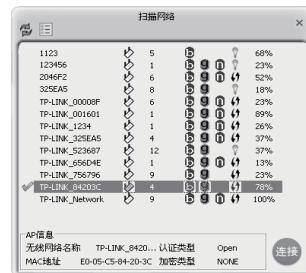 扫描网络
1123 5 b 68%
123456 1 b g n 23%
2046F2 6 b g n 52%
325EA5 8 b g 18%
TP-LINK_00008F 6 b g n 23%
TP-LINK_001601 1 b g n 89%
TP-LINK_1234 1 b g n 26%
TP-LINK_325EA5 4 b g n 37%
TP-LINK_523687 12 b g 37%
TP-LINK_656D4E 1 b g n 13%
TP-LINK_756796 9 b g 23%
TP-LINK_84203C 4 b g 78%
TP-LINK_Network 9 b g n 100%
AP信息
无线网络名称 TP-LINK_8420... 认证类型 Open
MAC地址 E0-05-C5-84-20-3C 加密类型 NONE
连接